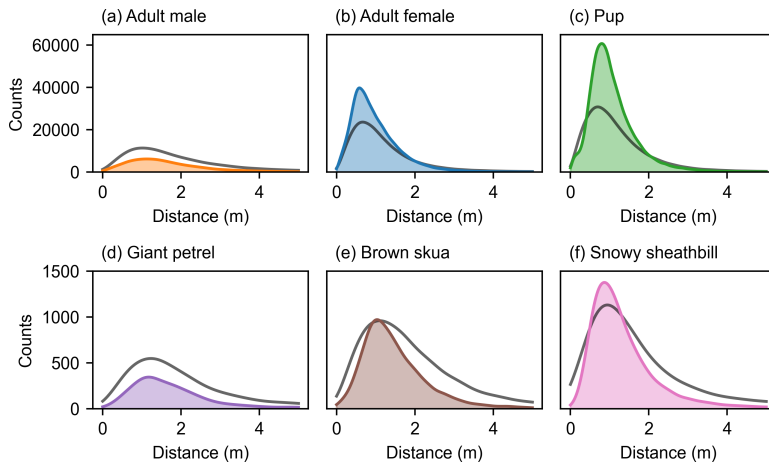 (a) Adult male
(b) Adult female
(c) Pup
60000
40000
20000
0
Counts
0 2 4
0 2 4
0 2 4
Distance (m)
Distance (m)
Distance (m)
(d) Giant petrel
(e) Brown skua
(f) Snowy sheathbill
1500
1000
500
0
Counts
0 2 4
0 2 4
0 2 4
Distance (m)
Distance (m)
Distance (m)